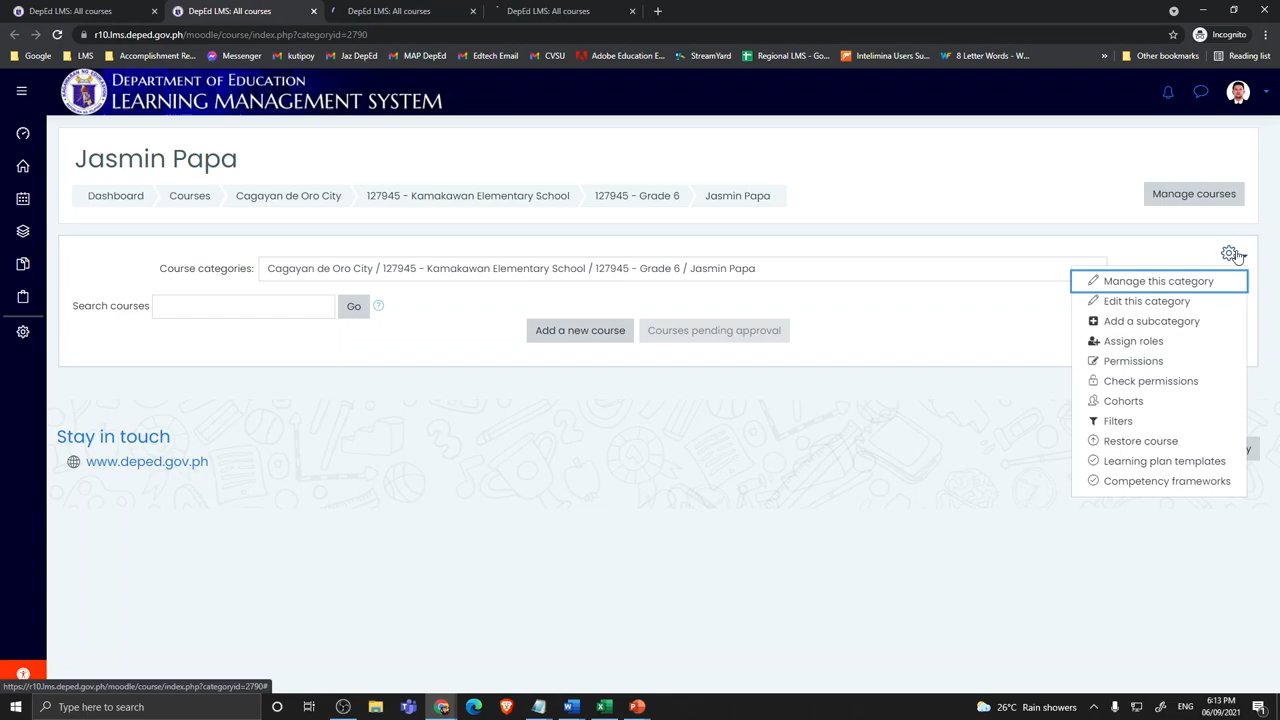 DepEd LMS: All courses
DepEd LMS: All courses
DepEd LMS: All courses
DepEd LMS: All courses
r10.lms.deped.gov.ph/moodle/course/index.php?categoryid=2790
Incognito
Google
LMS
Accomplishment Re...
Messenger
kutipoy
Jaz DepEd
MAP DepEd
Edtech Email
CVSU
Adobe Education E...
StreamYard
Regional LMS - Goo...
Intelimina Users Su...
8 Letter Words - W...
Other bookmarks
Reading list
DEPARTMENT OF EDUCATION
LEARNING MANAGEMENT SYSTEM
Jasmin Papa
Dashboard
Courses
Cagayan de Oro City
127945 - Kamakawan Elementary School
127945 - Grade 6
Jasmin Papa
Manage courses
Course categories:
Cagayan de Oro City / 127945 - Kamakawan Elementary School / 127945 - Grade 6 / Jasmin Papa
Search courses
Go
Add a new course
Courses pending approval
Manage this category
Edit this category
Add a subcategory
Assign roles
Permissions
Check permissions
Cohorts
Filters
Restore course
Learning plan templates
Competency frameworks
Stay in touch
www.deped.gov.ph
y
https://r10.lms.deped.gov.ph/moodle/course/index.php?categoryid=2790#
Type here to search
26°C Rain showers
ENG
6:13 PM
06/09/2021